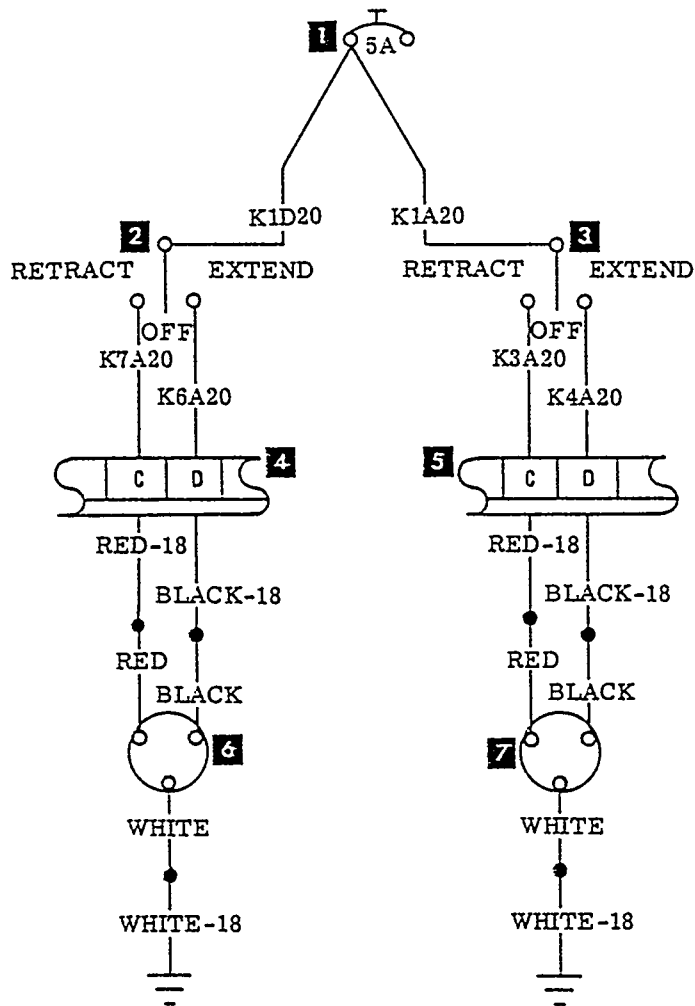 1 5A
K1D20 K1A20
2 3
RETRACT EXTEND RETRACT EXTEND
OFF OFF
K7A20 K3A20
K6A20 K4A20
4 5
C D C D
RED-18 RED-18
BLACK-18 BLACK-18
RED RED
BLACK BLACK
6 7
WHITE WHITE
WHITE-18 WHITE-18